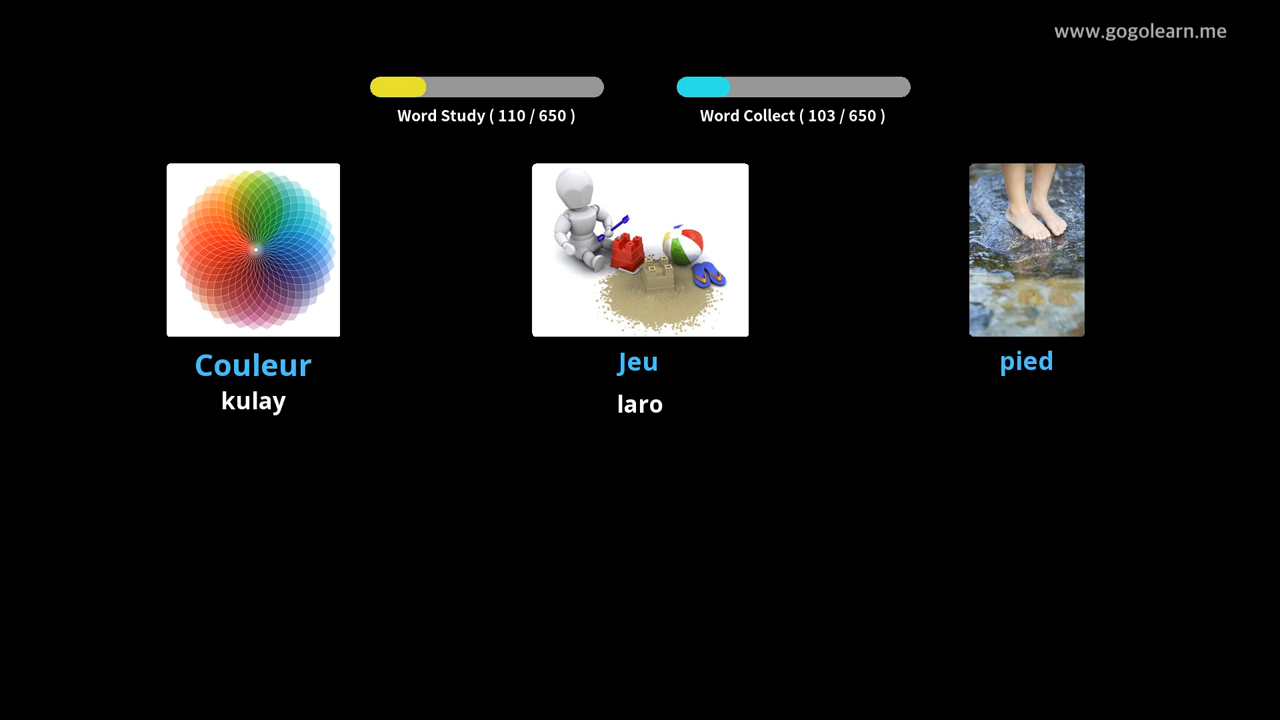 www.gogolearn.me
Word Study ( 110 / 650 )
Word Collect ( 103 / 650 )
Couleur
kulay
Jeu
laro
pied